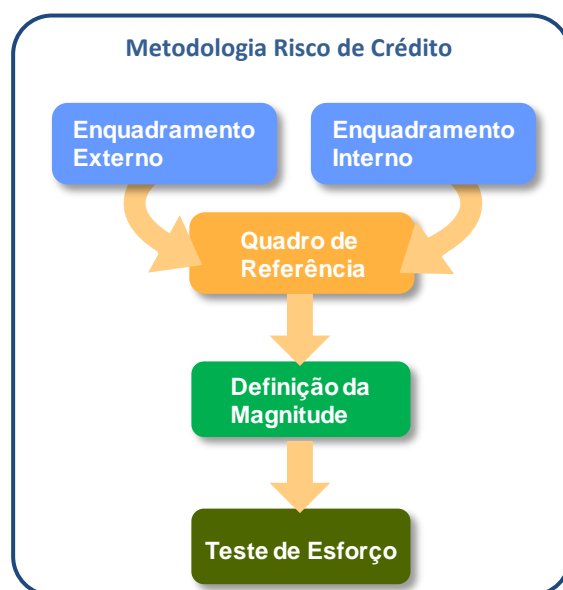 Metodologia Risco de Crédito
Enquadramento
Externo
Enquadramento
Interno
Quadro de
Referência
Definição da
Magnitude
Teste de Esforço